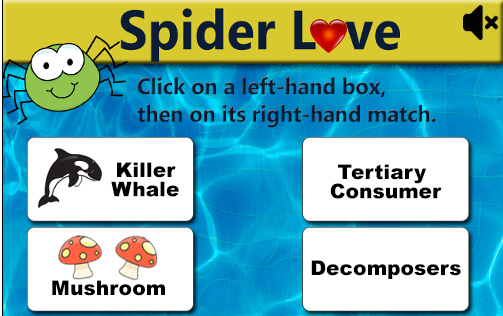 Spider Love
Click on a left-hand box,
then on its right-hand match.
Killer
Whale
Tertiary
Consumer
Mushroom
Decomposers